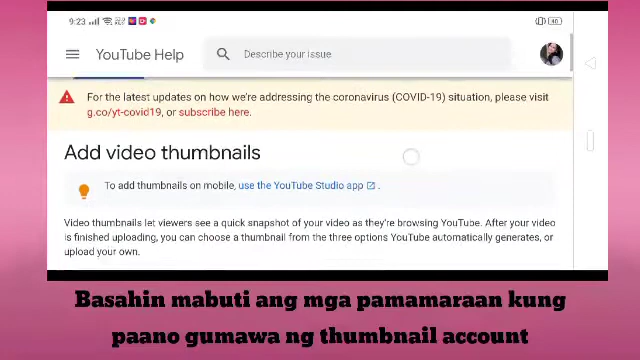 9:23
46
YouTube Help
Describe your issue
For the latest updates on how we're addressing the coronavirus (COVID-19) situation, please visit
g.co/yt-covid19, or subscribe here.
Add video thumbnails
To add thumbnails on mobile, use the YouTube Studio app.
Video thumbnails let viewers see a quick snapshot of your video as they're browsing YouTube. After your video
is finished uploading, you can choose a thumbnail from the three options YouTube automatically generates, or
upload your own.
Basahin mabuti ang mga pamamaraan kung
paano gumawa ng thumbnail account